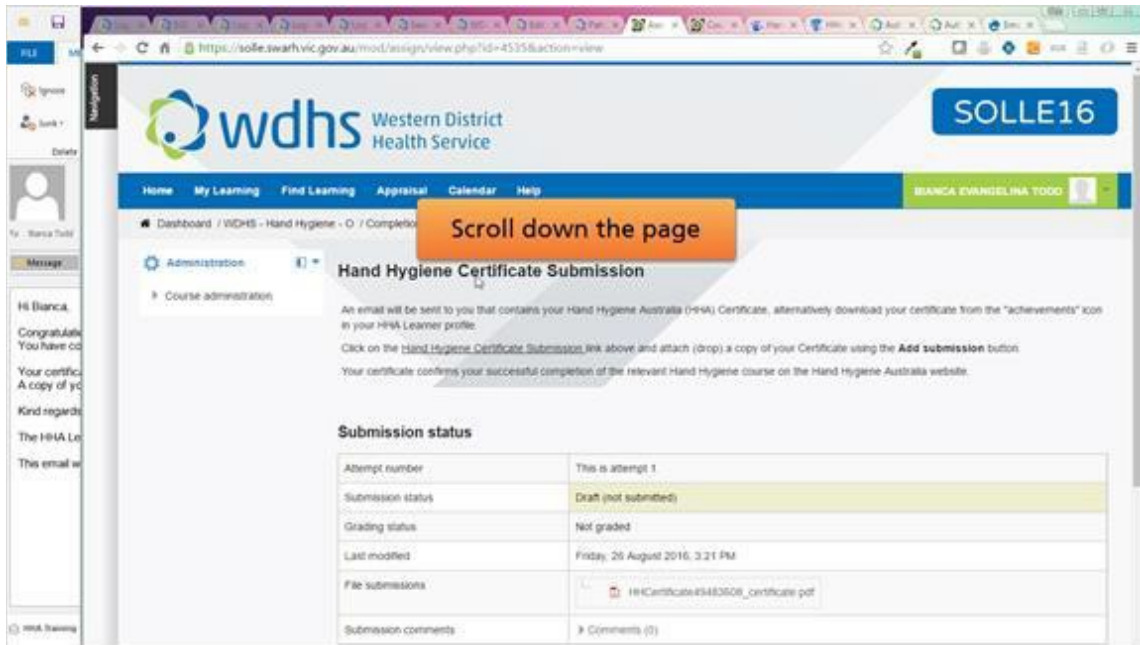 https://solle.swarh.vic.gov.au/mod/assign/view.php?id=4535&action=view
FILE
Ignore
Junk
Delete
Navigation
wdhs Western District Health Service
SOLLE16
Home My Learning Find Learning Appraisal Calendar Help
BIANCA EVANGELINA TODD
Dashboard / WDHS - Hand Hygiene - O / Completion
Scroll down the page
Message
Administration
Course administration
Hand Hygiene Certificate Submission
An email will be sent to you that contains your Hand Hygiene Australia (HHA) Certificate, alternatively download your certificate from the "achievements" icon
in your HHA Learner profile.
Click on the Hand Hygiene Certificate Submission link above and attach (drop) a copy of your Certificate using the Add submission button
Your certificate confirms your successful completion of the relevant Hand Hygiene course on the Hand Hygiene Australia website.
Hi Bianca,
Congratulati
You have co
Your certific
A copy of yo
Kind regards
The HHA Le
This email w
Submission status
Attempt number This is attempt 1.
Submission status Draft (not submitted)
Grading status Not graded
Last modified Friday, 26 August 2016, 3:21 PM
File submissions
Submission comments Comments (0)
HHA Training